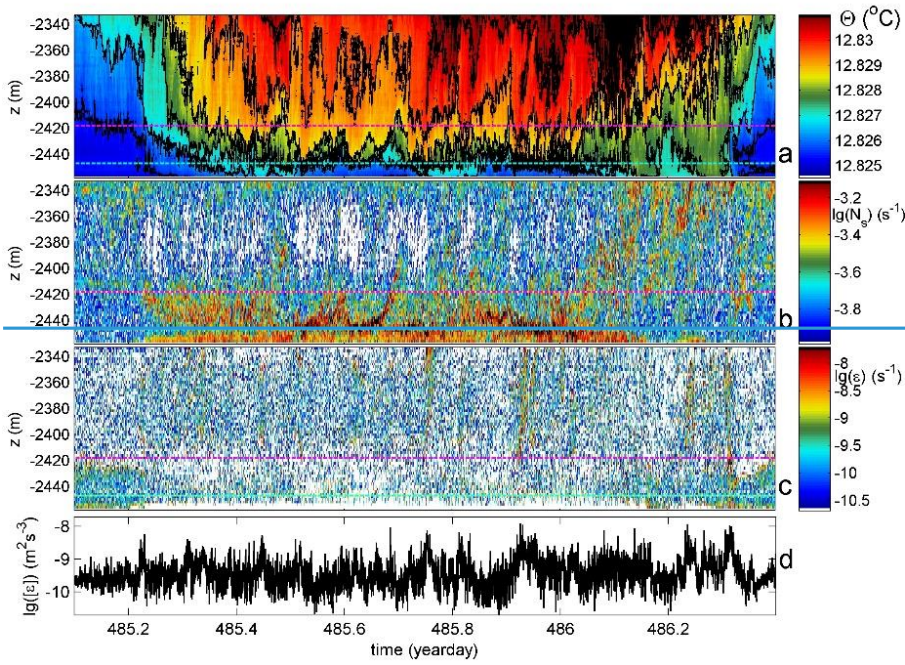 Θ (°C)
-2340
-2360
-2380
-2400
-2420
-2440
z (m)
12.83
12.829
12.828
12.827
12.826
12.825
a
-2340
-2360
-2380
-2400
-2420
-2440
z (m)
-3.2
lg(Ns) (s-1)
-3.4
-3.6
-3.8
b
-2340
-2360
-2380
-2400
-2420
-2440
z (m)
-8
lg(ε) (s-1)
-8.5
-9
-9.5
-10
-10.5
c
-8
-9
-10
lg([ε]) (m2s-3)
d
485.2 485.4 485.6 485.8 486 486.2
time (yearday)